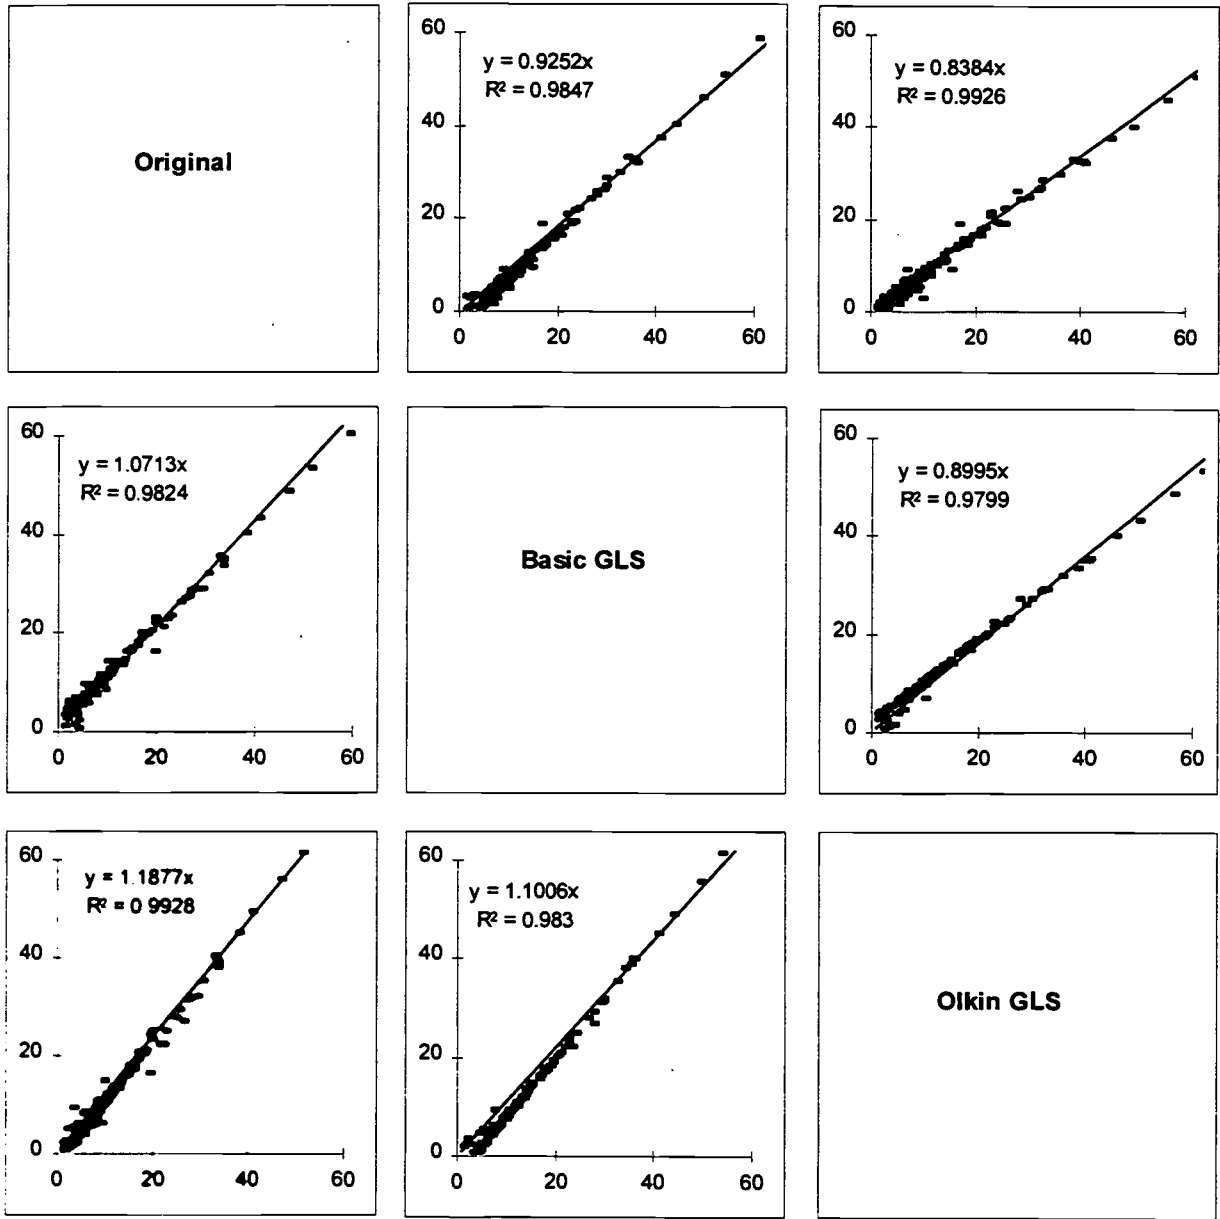 Original
60
40
20
0
y = 0.9252x
R² = 0.9847
0 20 40 60
60
40
20
0
y = 0.8384x
R² = 0.9926
0 20 40 60
60
40
20
0
y = 1.0713x
R² = 0.9824
0 20 40 60
Basic GLS
60
40
20
0
y = 0.8995x
R² = 0.9799
0 20 40 60
60
40
20
0
y = 1.1877x
R² = 0 9928
0 20 40 60
60
40
20
0
y = 1.1006x
R² = 0.983
0 20 40 60
Olkin GLS